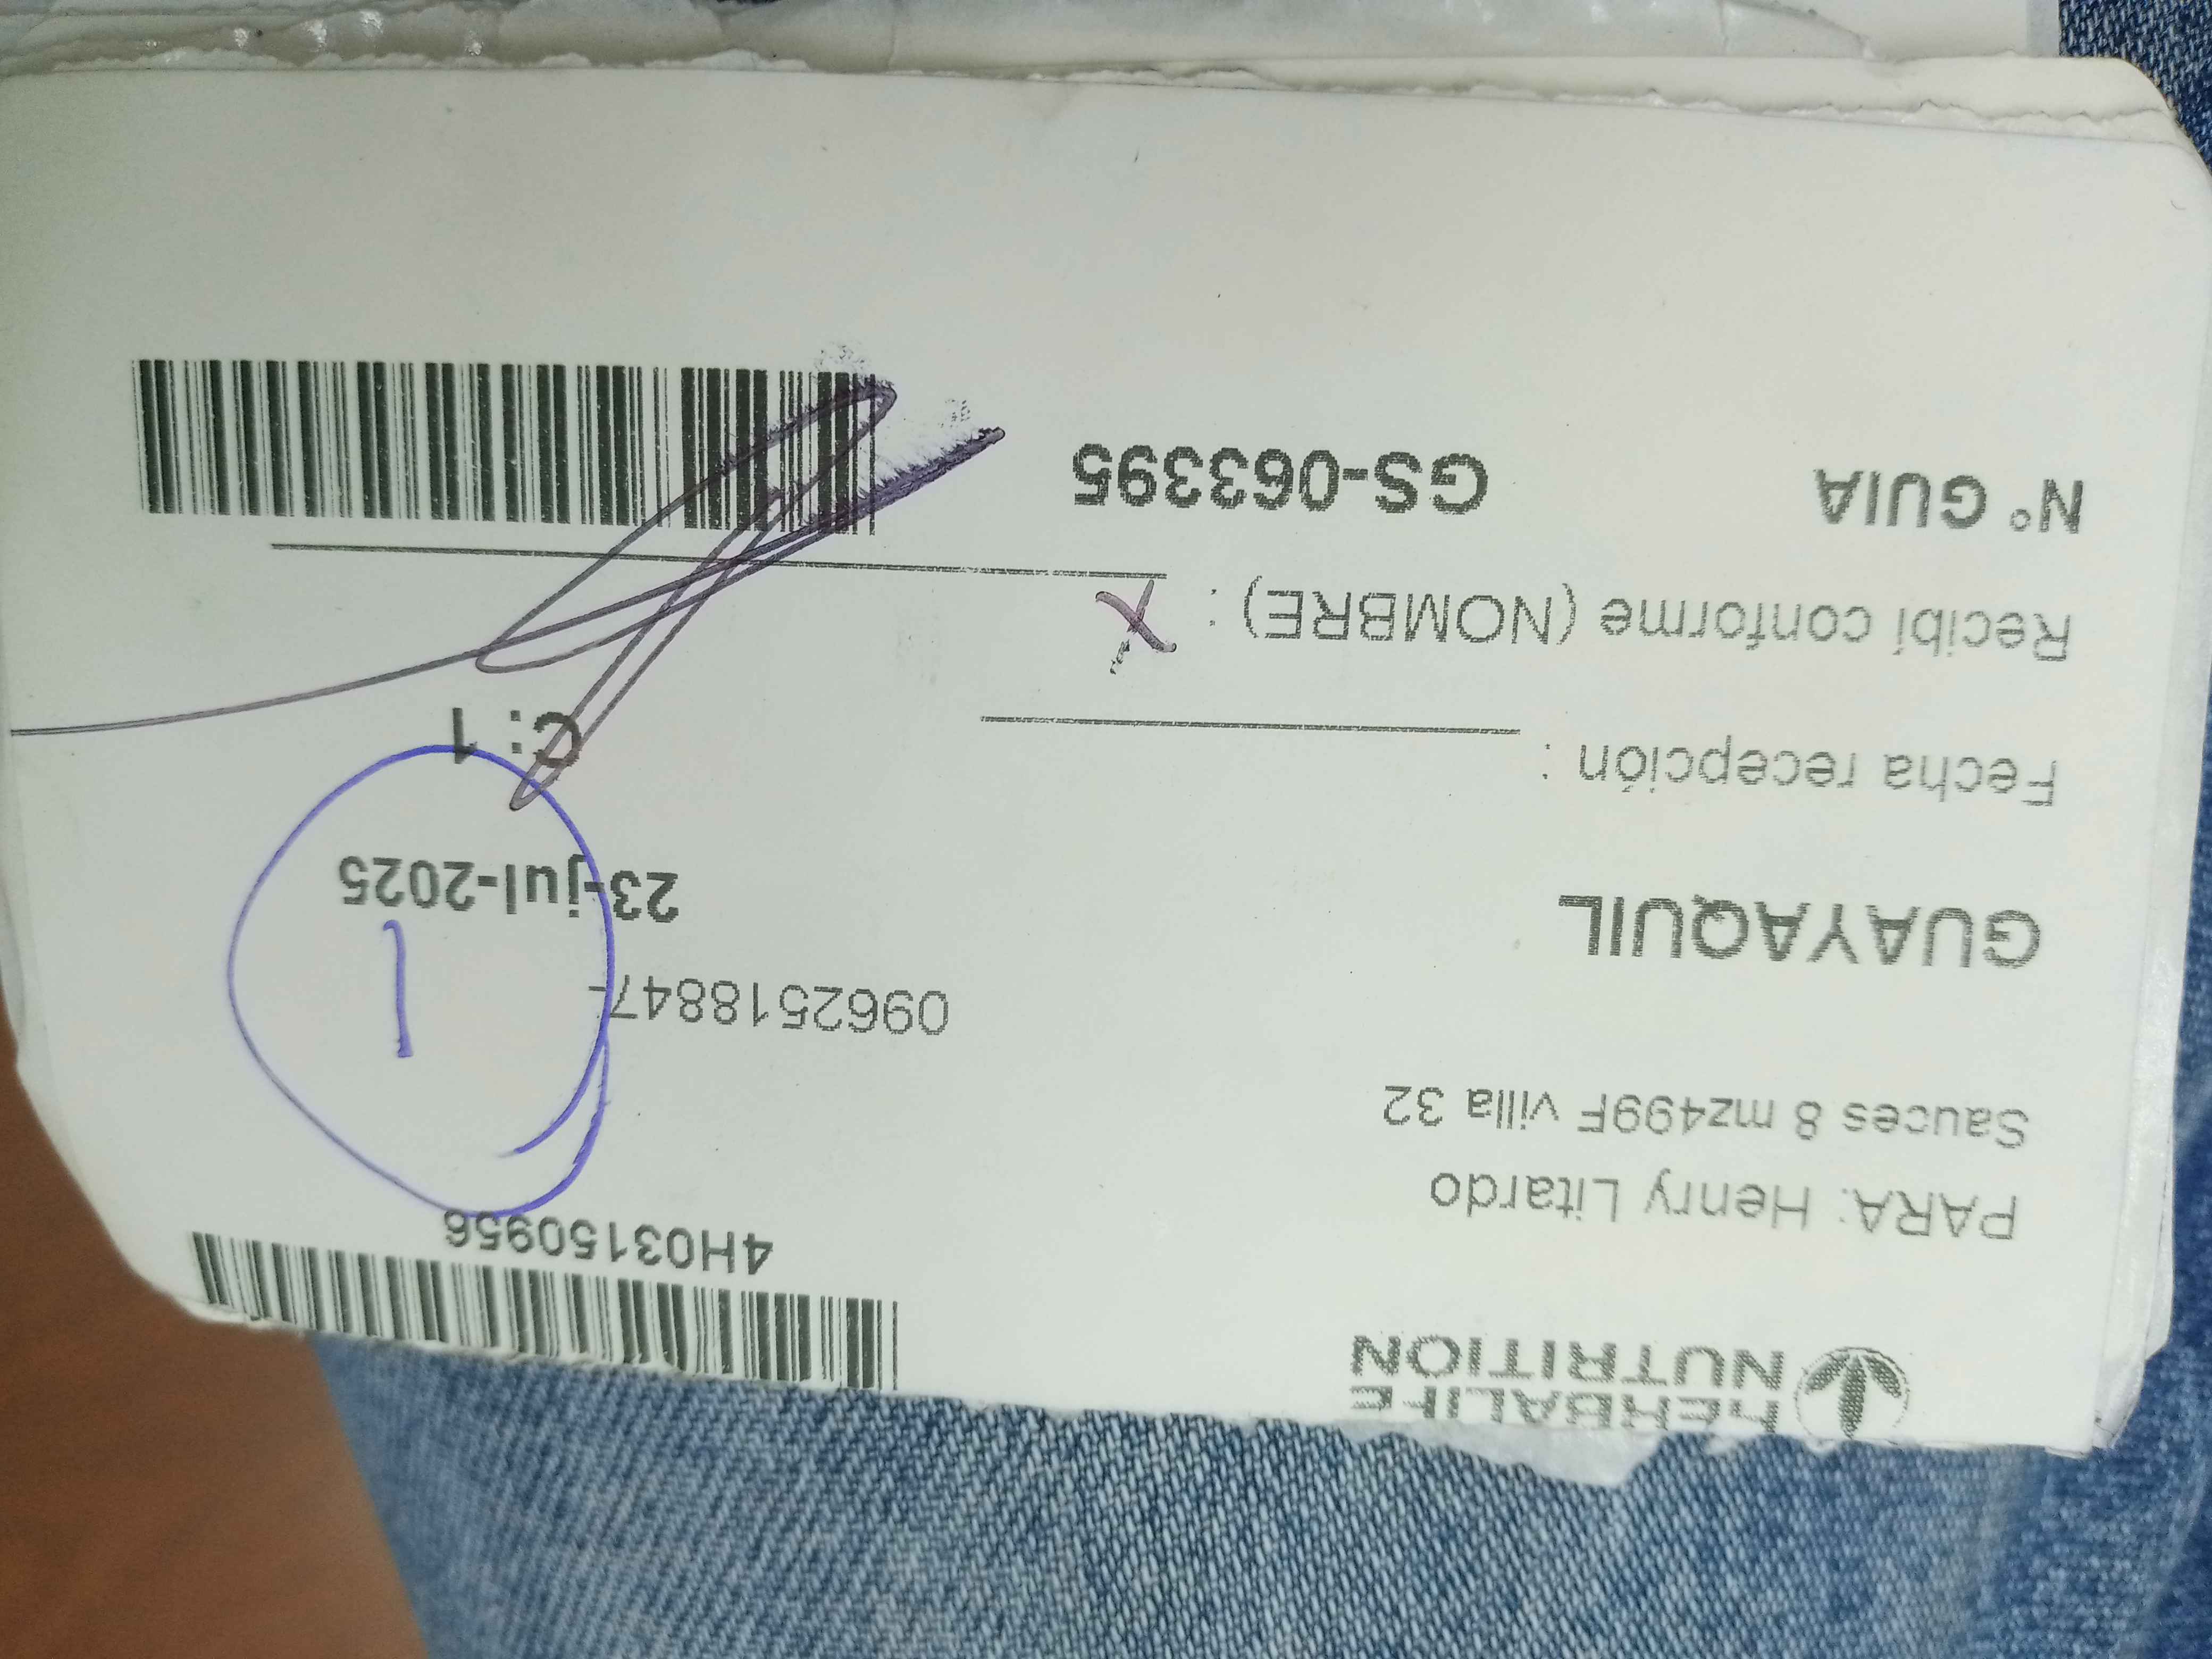 HERBALIFE
NUTRITION
4H03150956
PARA: Henry Litardo
Sauces 8 mz499F villa 32
0962518847-
1
GUAYAQUIL
23-jul-2025
Fecha recepción :
C: 1
Recibí conforme (NOMBRE) : x
N° GUIA
GS-063395